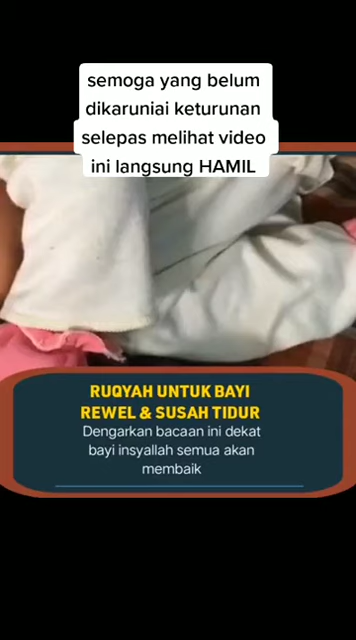 semoga yang belum
dikaruniai keturunan
selepas melihat video
ini langsung HAMIL
RUQYAH UNTUK BAYI
REWEL & SUSAH TIDUR
Dengarkan bacaan ini dekat
bayi insyallah semua akan
membaik